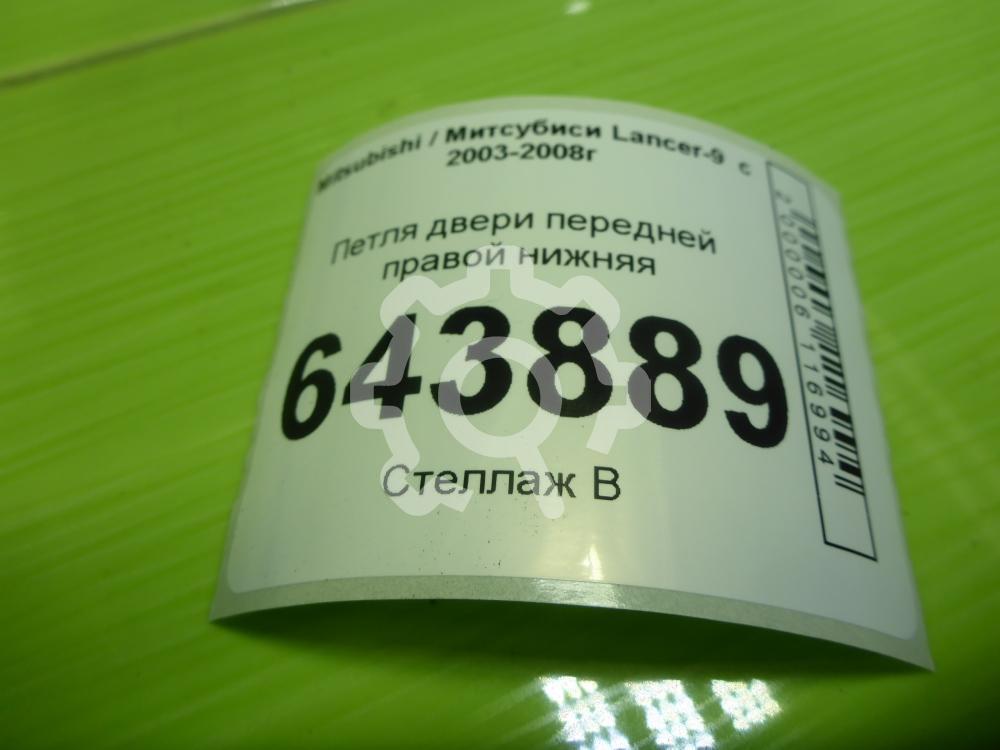 Mitsubishi / Митсубиси Lancer-9 с
2003-2008г
Петля двери передней
правой нижняя
643889
Стеллаж В
2000006116994